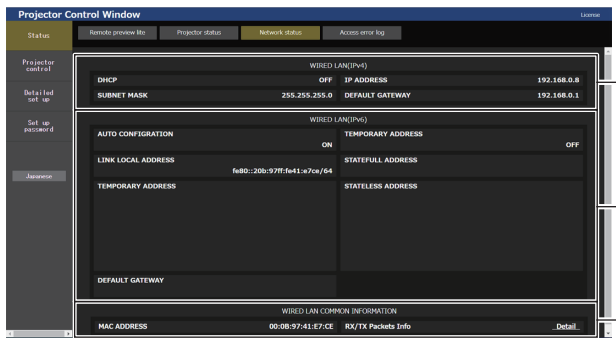 Projector Control Window
License
Status
Remote preview lite
Projector status
Network status
Access error log
Projector
control
Detailed
set up
Set up
password
Japanese
WIRED LAN(IPv4)
DHCP OFF IP ADDRESS 192.168.0.8
SUBNET MASK 255.255.255.0 DEFAULT GATEWAY 192.168.0.1
WIRED LAN(IPv6)
AUTO CONFIGRATION TEMPORARY ADDRESS
ON OFF
LINK LOCAL ADDRESS STATEFULL ADDRESS
fe80::20b:97ff:fe41:e7ce/64
TEMPORARY ADDRESS STATELESS ADDRESS
DEFAULT GATEWAY
WIRED LAN COMMON INFORMATION
MAC ADDRESS 00:0B:97:41:E7:CE RX/TX Packets Info Detail